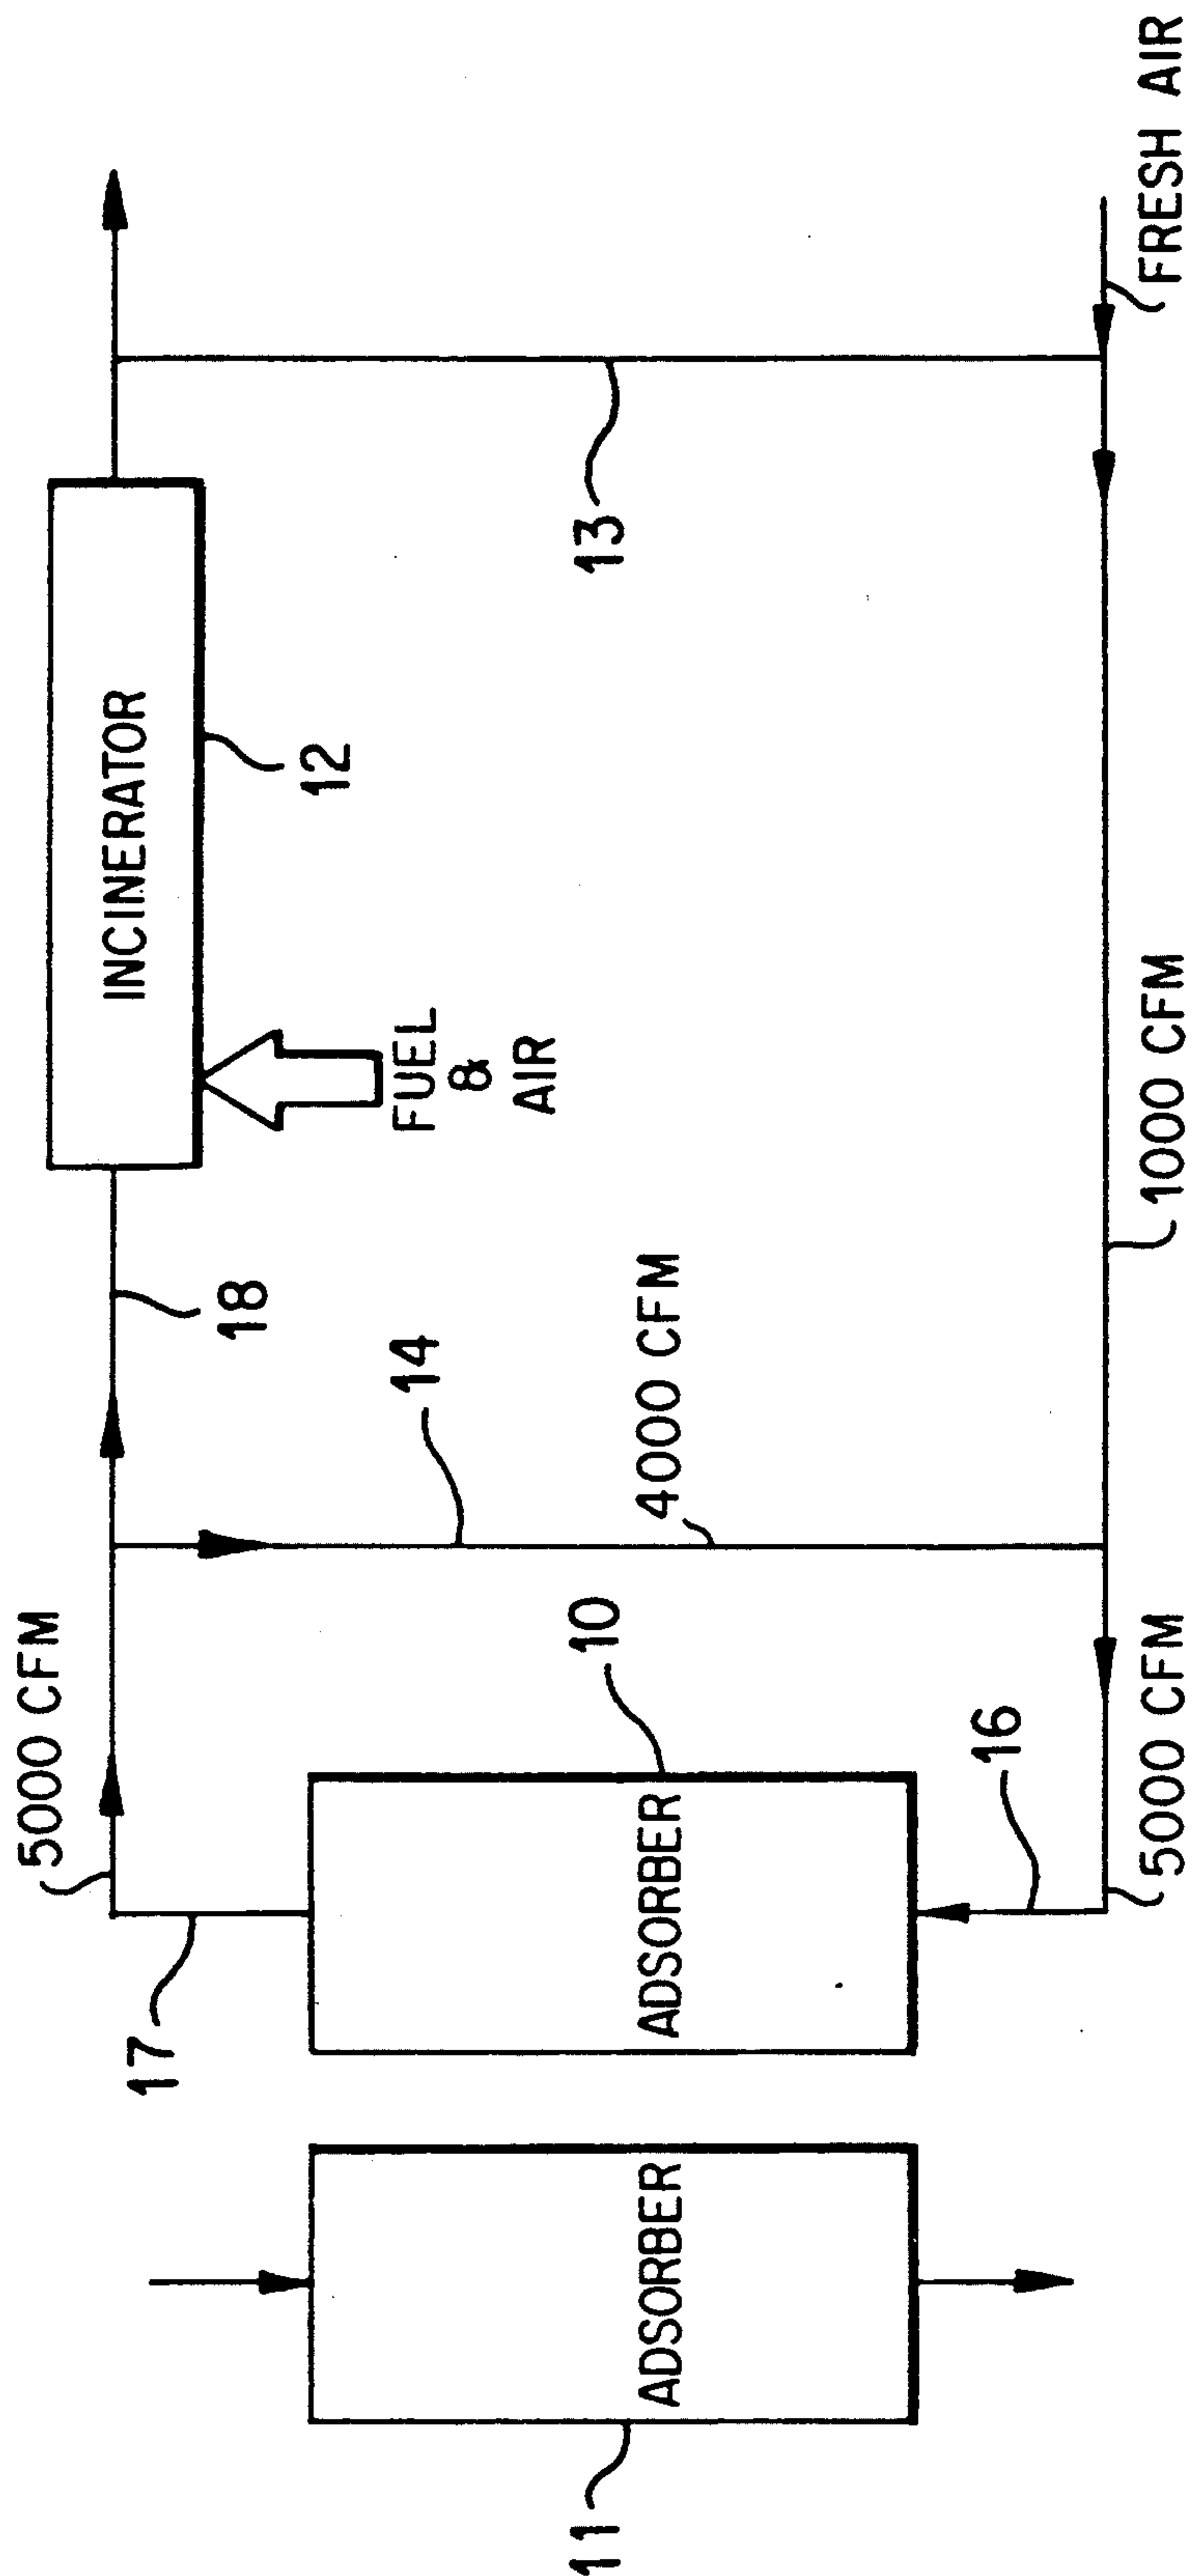 5000 CFM
17
18
INCINERATOR
12
FUEL
&
AIR
14
4000 CFM
13
11
ADSORBER
ADSORBER
10
16
5000 CFM
1000 CFM
FRESH AIR